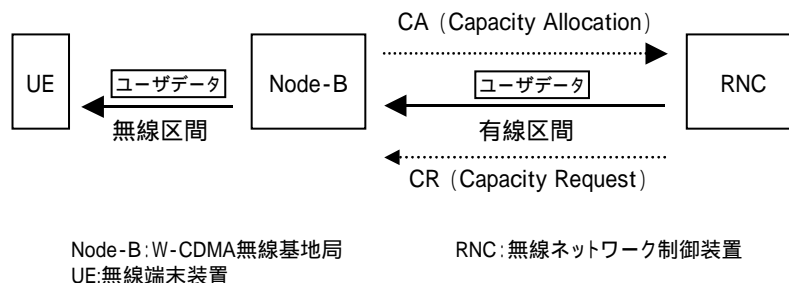 CA (Capacity Allocation)
UE
ユーザデータ
無線区間
Node-B
ユーザデータ
有線区間
RNC
CR (Capacity Request)
Node-B:W-CDMA無線基地局
RNC:無線ネットワーク制御装置
UE:無線端末装置